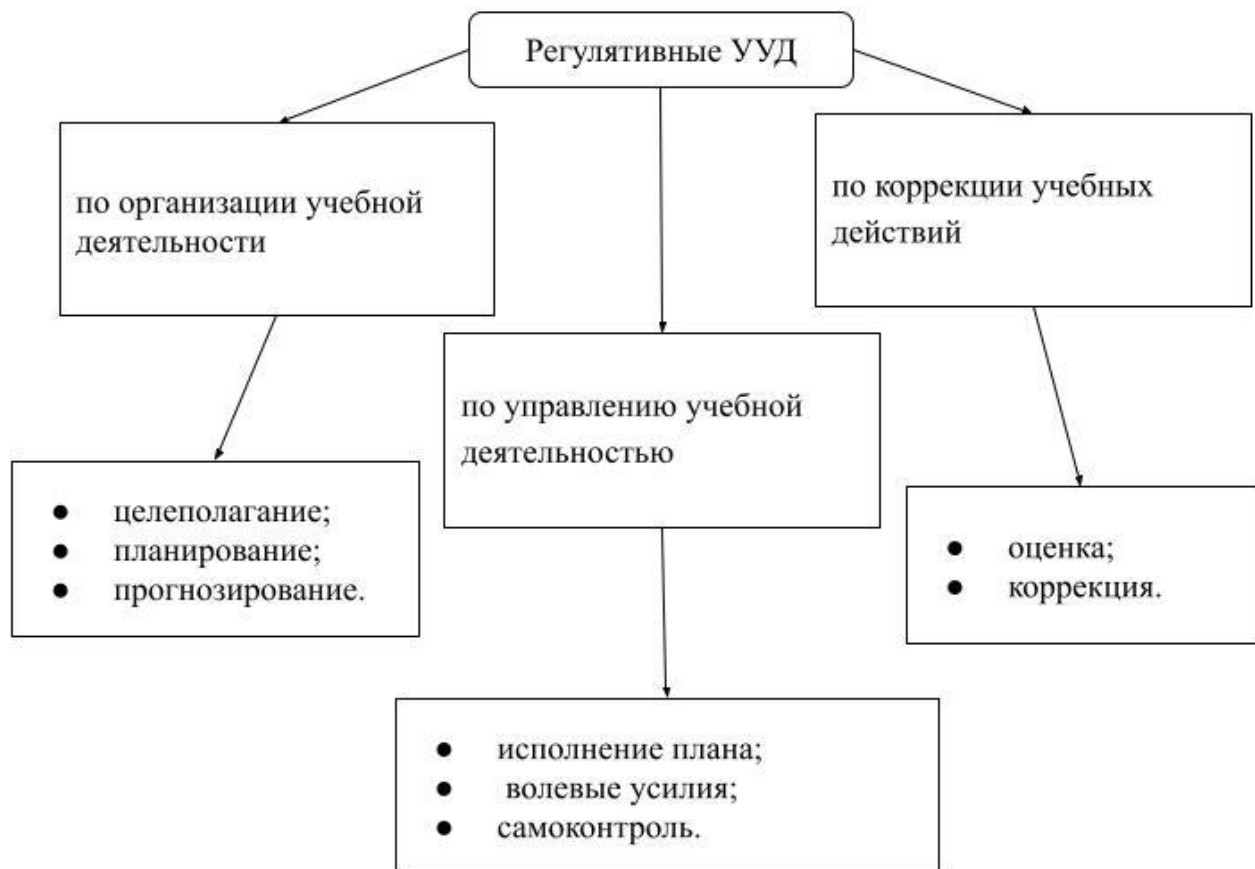 Регулятивные УУД
по организации учебной
деятельности
по коррекции учебных
действий
по управлению учебной
деятельностью
● целеполагание;
● планирование;
● прогнозирование.
● оценка;
● коррекция.
● исполнение плана;
● волевые усилия;
● самоконтроль.